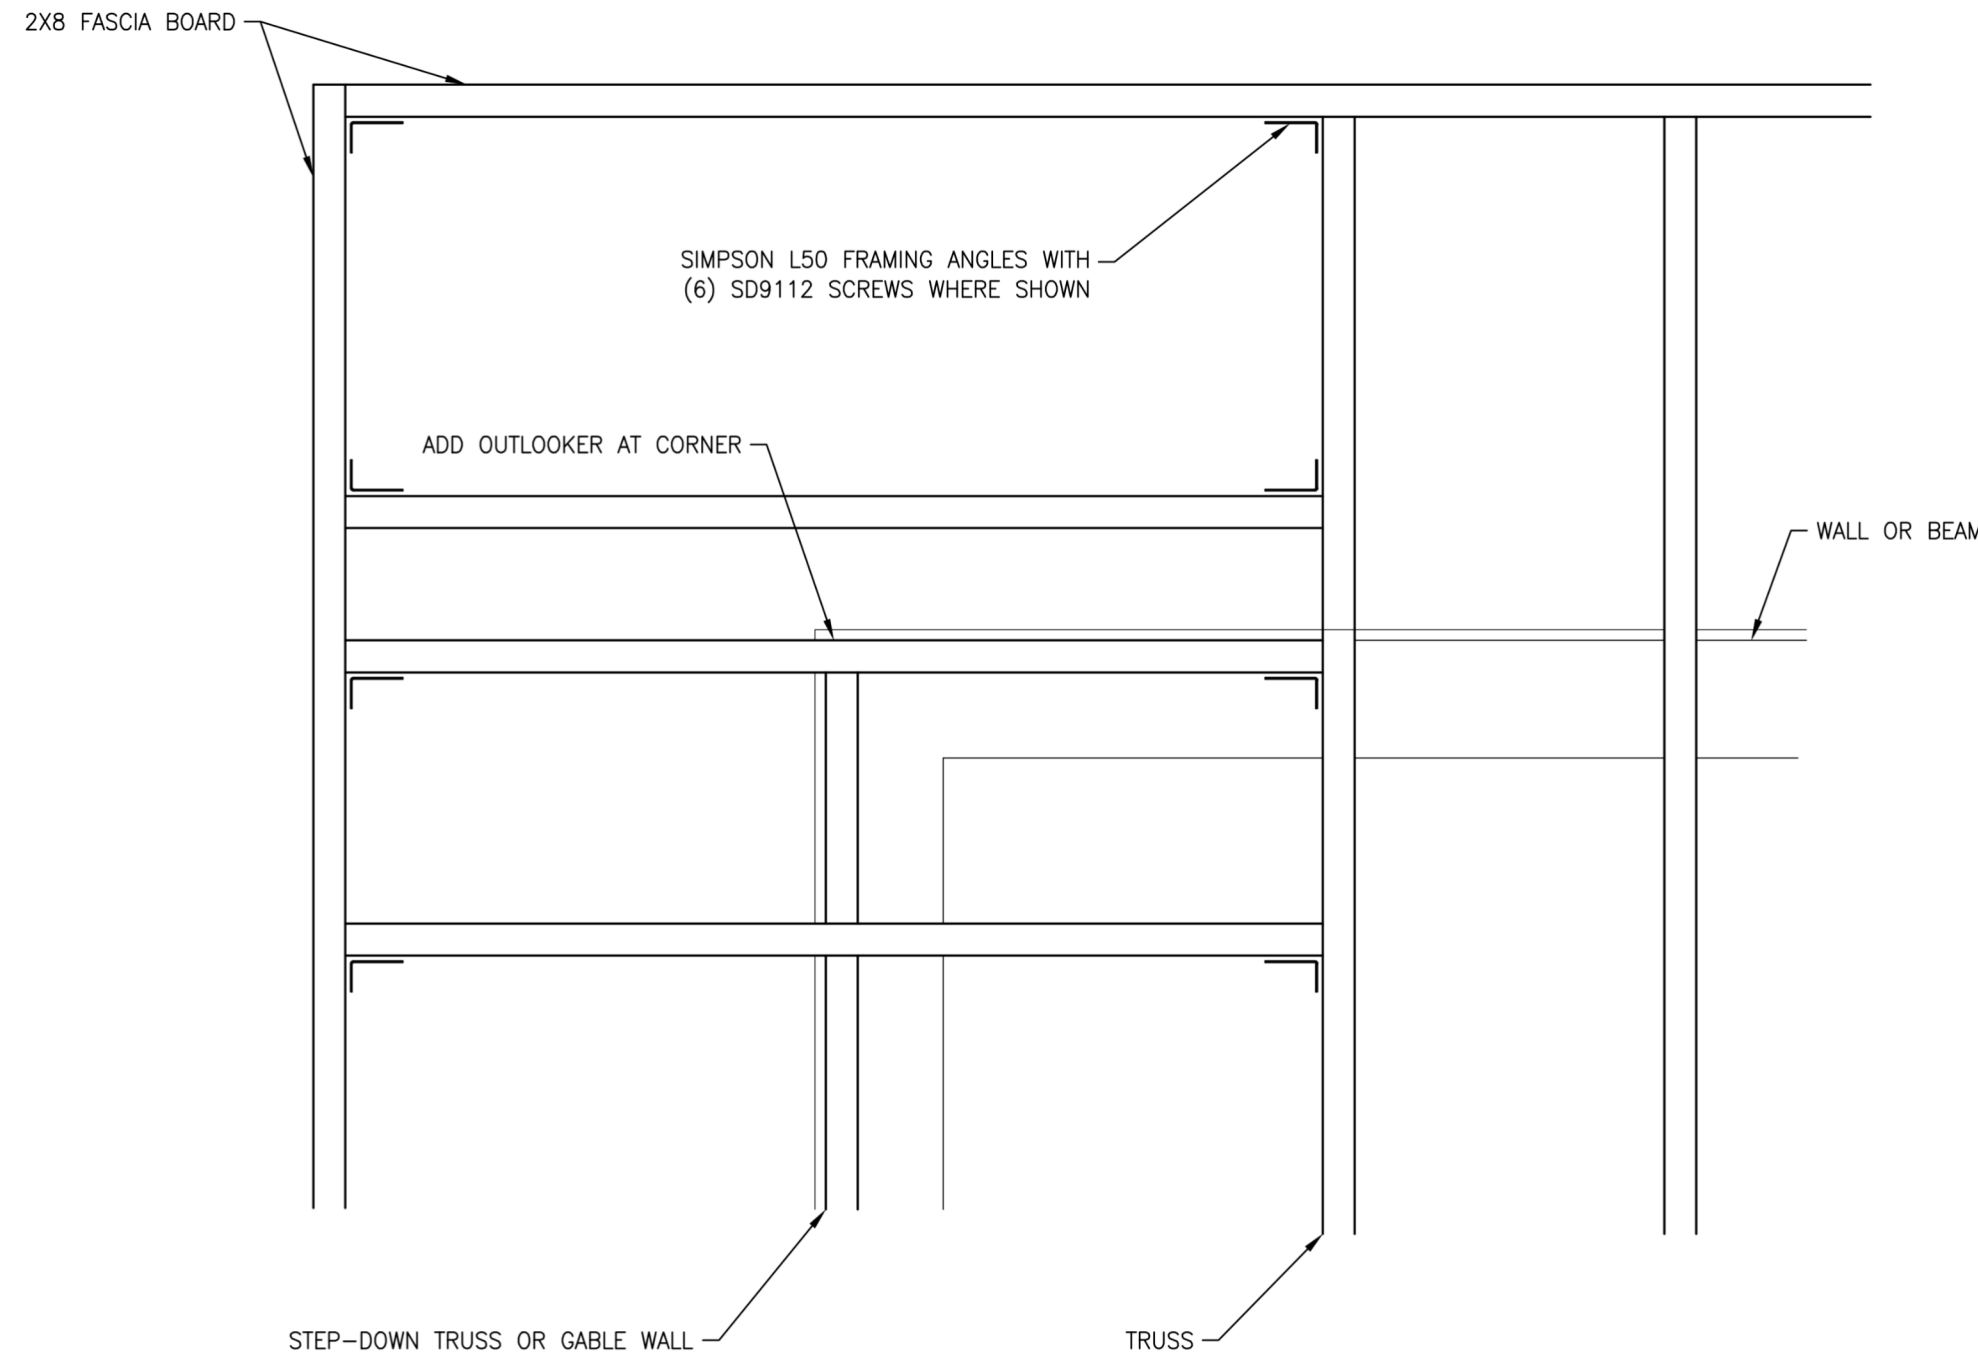 2X8 FASCIA BOARD
SIMPSON L50 FRAMING ANGLES WITH
(6) SD9112 SCREWS WHERE SHOWN
ADD OUTLOOKER AT CORNER
WALL OR BEAM
STEP-DOWN TRUSS OR GABLE WALL
TRUSS